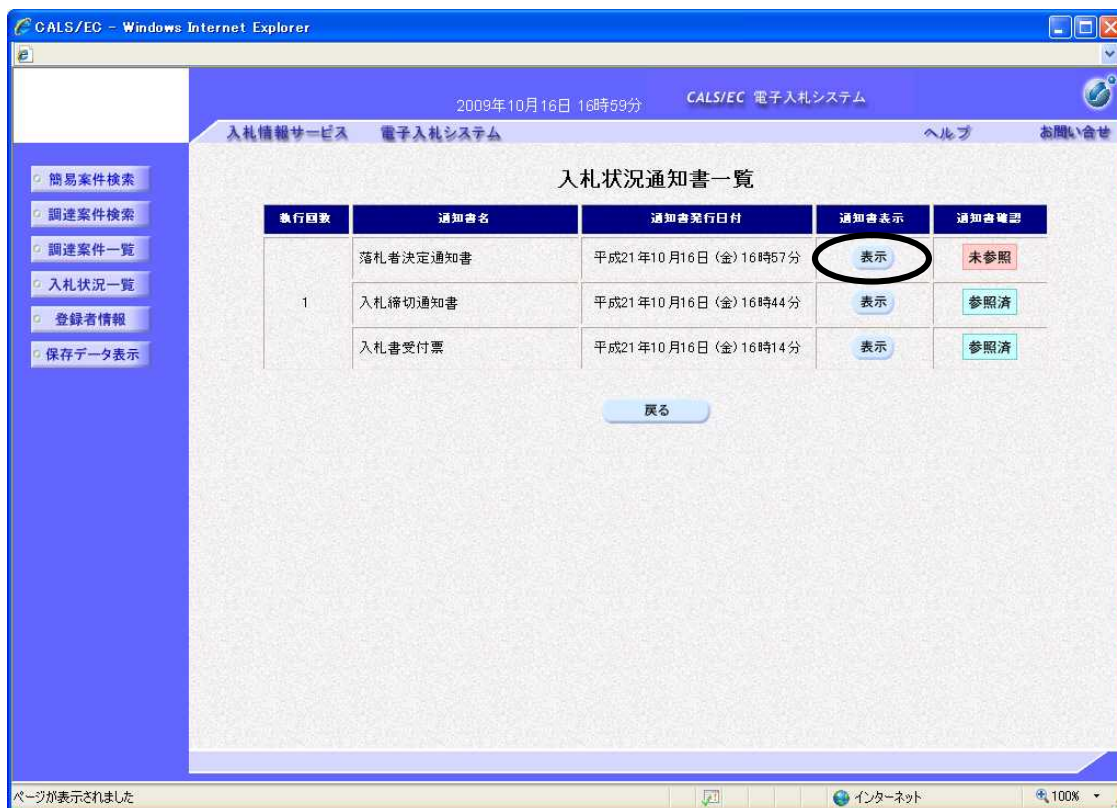 CALS/EC - Windows Internet Explorer
2009年10月16日 16時59分 CALS/EC 電子入札システム
入札情報サービス 電子入札システム ヘルプ お問い合せ
簡易案件検索
調達案件検索
調達案件一覧
入札状況一覧
登録者情報
保存データ表示
入札状況通知書一覧
執行回数 通知書名 通知書発行日付 通知書表示 通知書確認
落札者決定通知書 平成21年10月16日（金）16時57分 表示 未参照
1 入札締切通知書 平成21年10月16日（金）16時44分 表示 参照済
入札書受付票 平成21年10月16日（金）16時14分 表示 参照済
戻る
ページが表示されました インターネット 100%